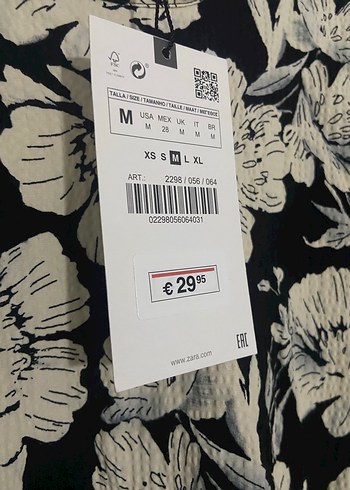 FSC
TALLA / SIZE / TAMANHO / TAILLE / MAAT / ΜΕΓΕΘΟΣ
M USA MEX UK IT BR
M 28 M M M
XS S M L XL
ART.: 2298 / 056 / 064
02298056064031
€ 29 95
EAC
www.zara.com